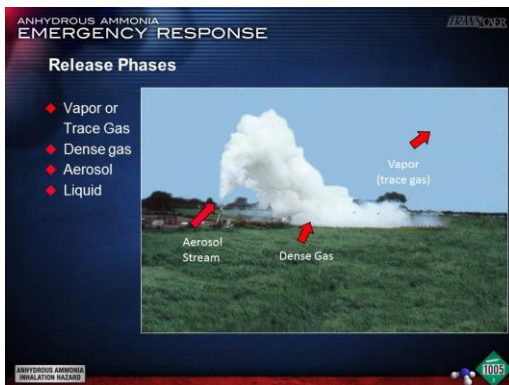 ANHYDROUS AMMONIA
EMERGENCY RESPONSE
TRANSCAER
Release Phases
Vapor or
Trace Gas
Dense gas
Aerosol
Liquid
Vapor
(trace gas)
Aerosol
Stream
Dense Gas
ANHYDROUS AMMONIA
INHALATION HAZARD
1005